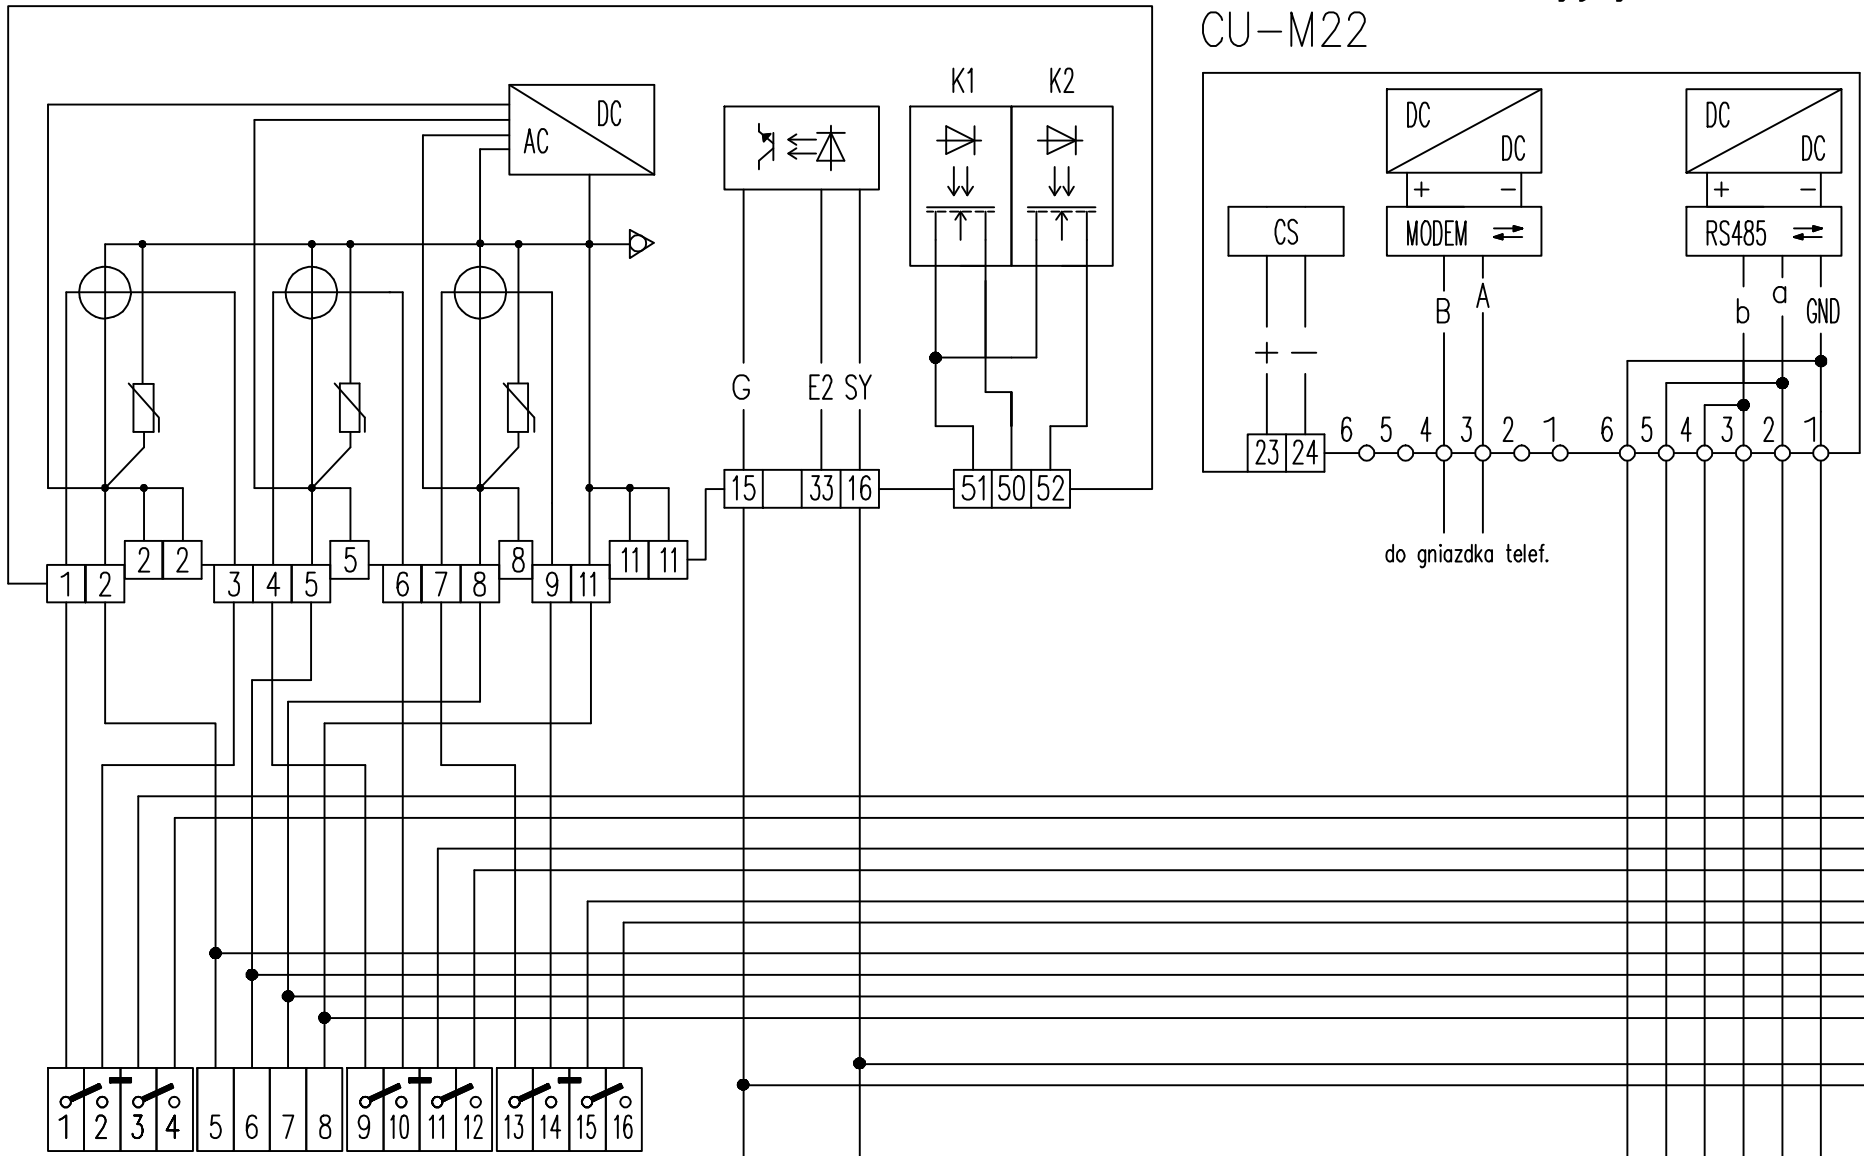 CU-M22
K1 K2
DC
AC
DC
DC
DC
DC
CS
MODEM
RS485
+ -
+ -
B A
b a GND
+ -
G E2 SY
6 5 4 3 2 1 6 5 4 3 2 1
23 24
15 33 16 51 50 52
do gniazdka telef.
2 2 5 8 11 11
1 2 3 4 5 6 7 8 9 11
1 2 3 4 5 6 7 8 9 10 11 12 13 14 15 16